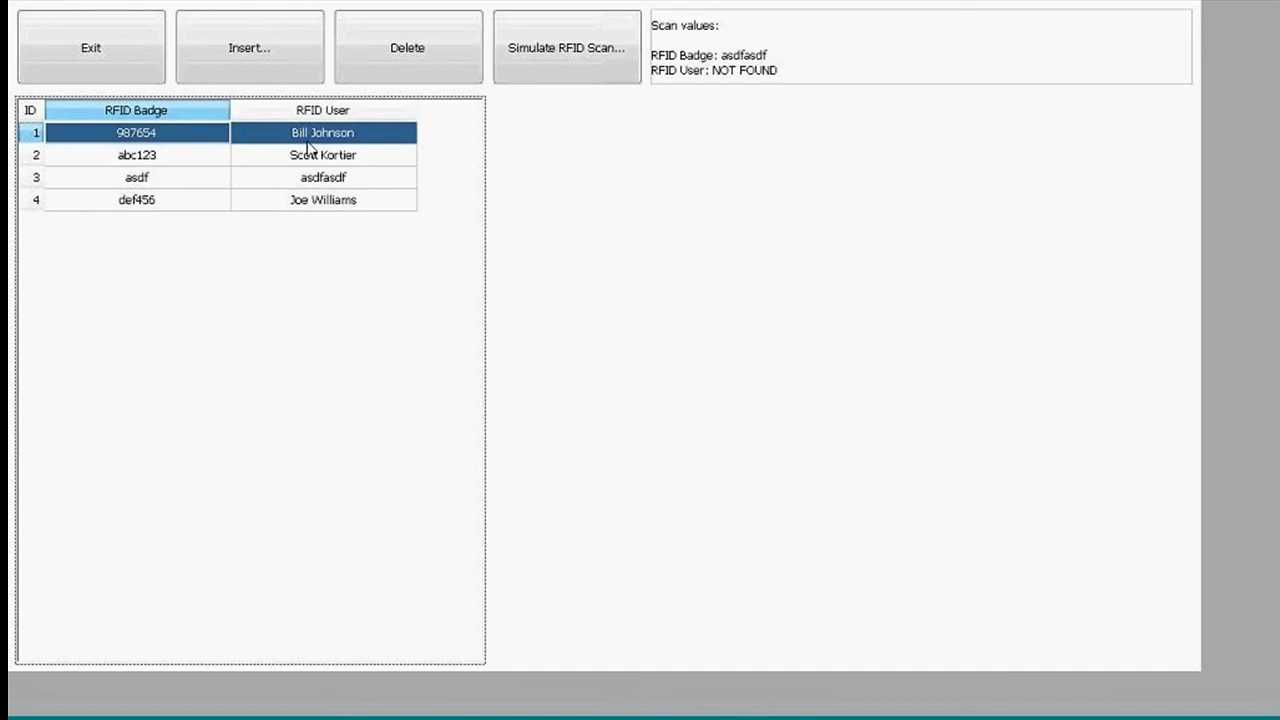 Exit
Insert...
Delete
Simulate RFID Scan...
Scan values:
RFID Badge: asdfasdf
RFID User: NOT FOUND
ID RFID Badge RFID User
1 987654 Bill Johnson
2 abc123 Scott Kortier
3 asdf asdfasdf
4 def456 Joe Williams